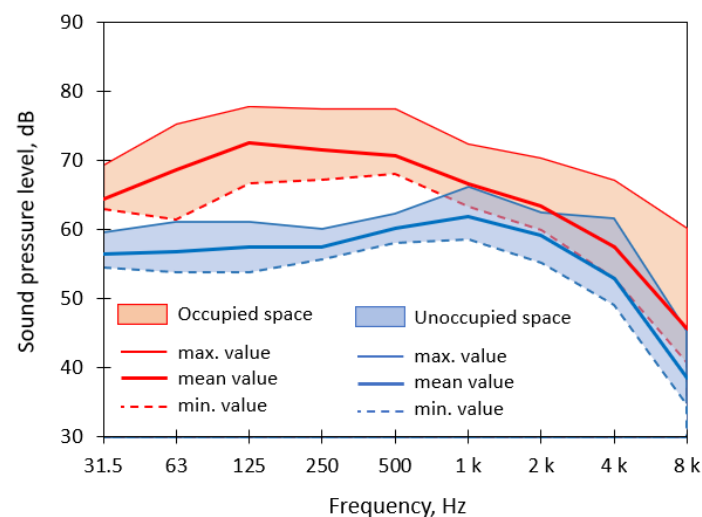 Sound pressure level, dB
90
80
70
60
50
40
30
Occupied space
max. value
mean value
min. value
Unoccupied space
max. value
mean value
min. value
31.5 63 125 250 500 1 k 2 k 4 k 8 k
Frequency, Hz